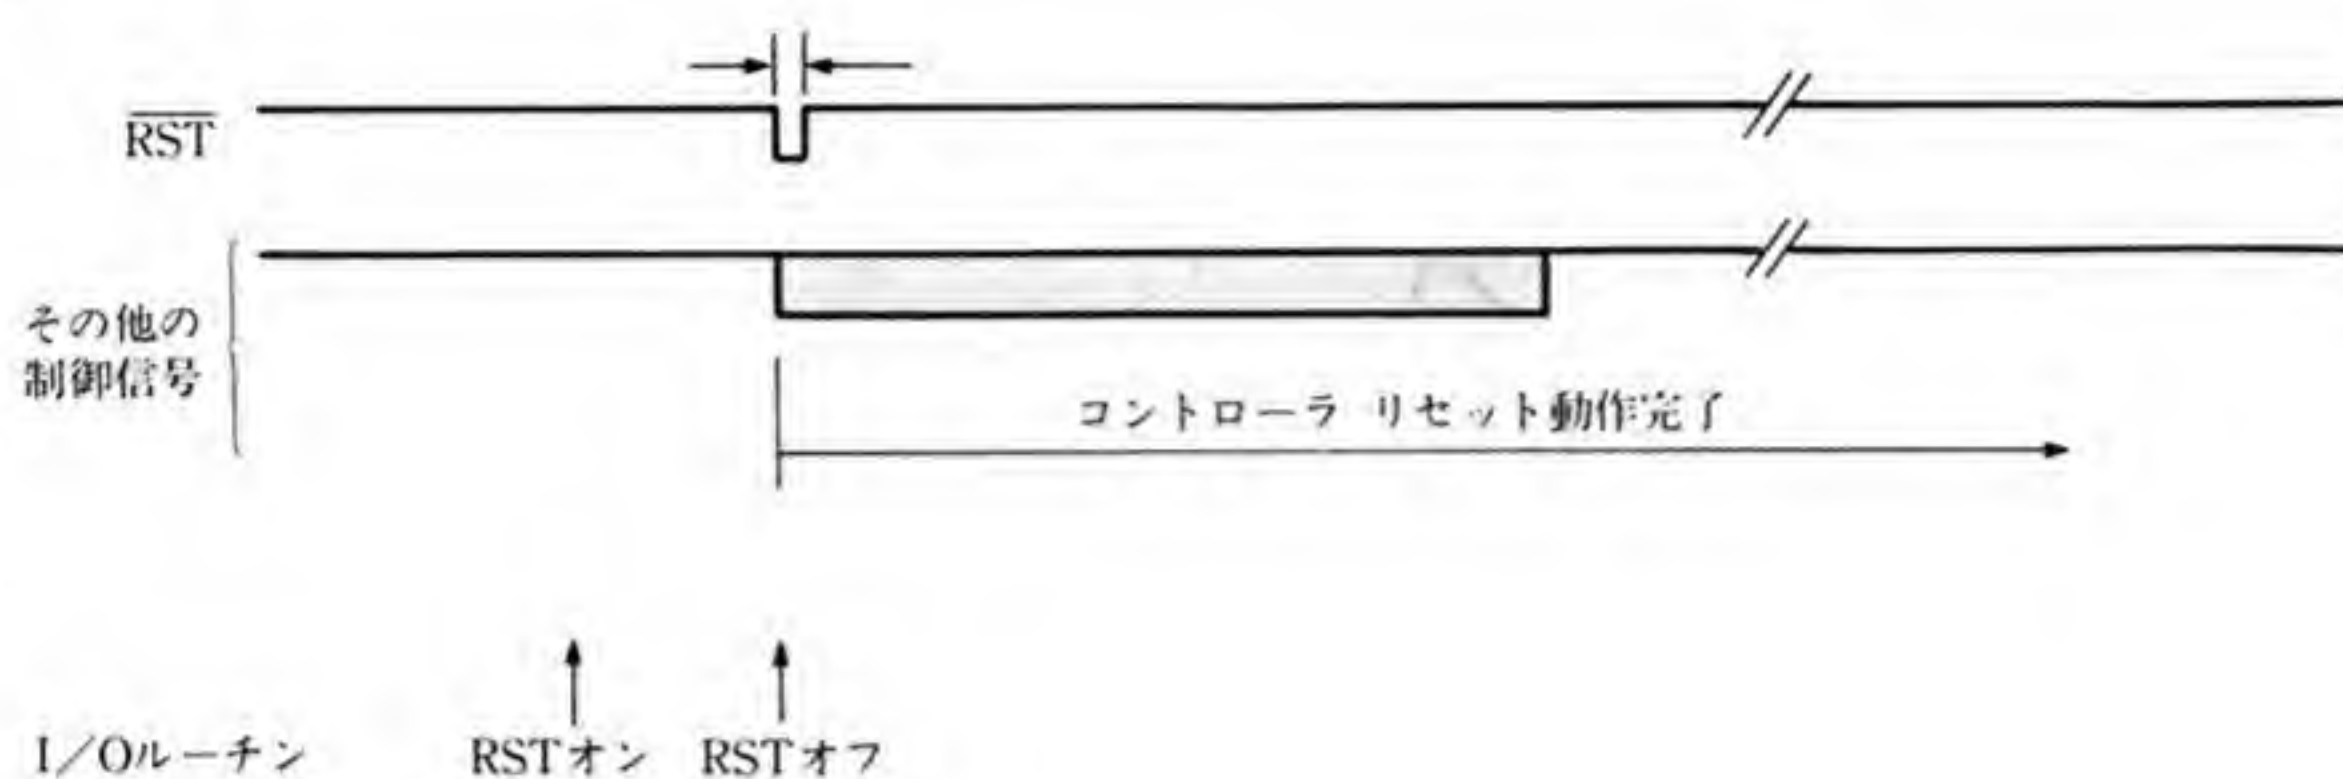 RST
その他の
制御信号
コントローラ リセット動作完了
I/Oルーチン RSTオン RSTオフ